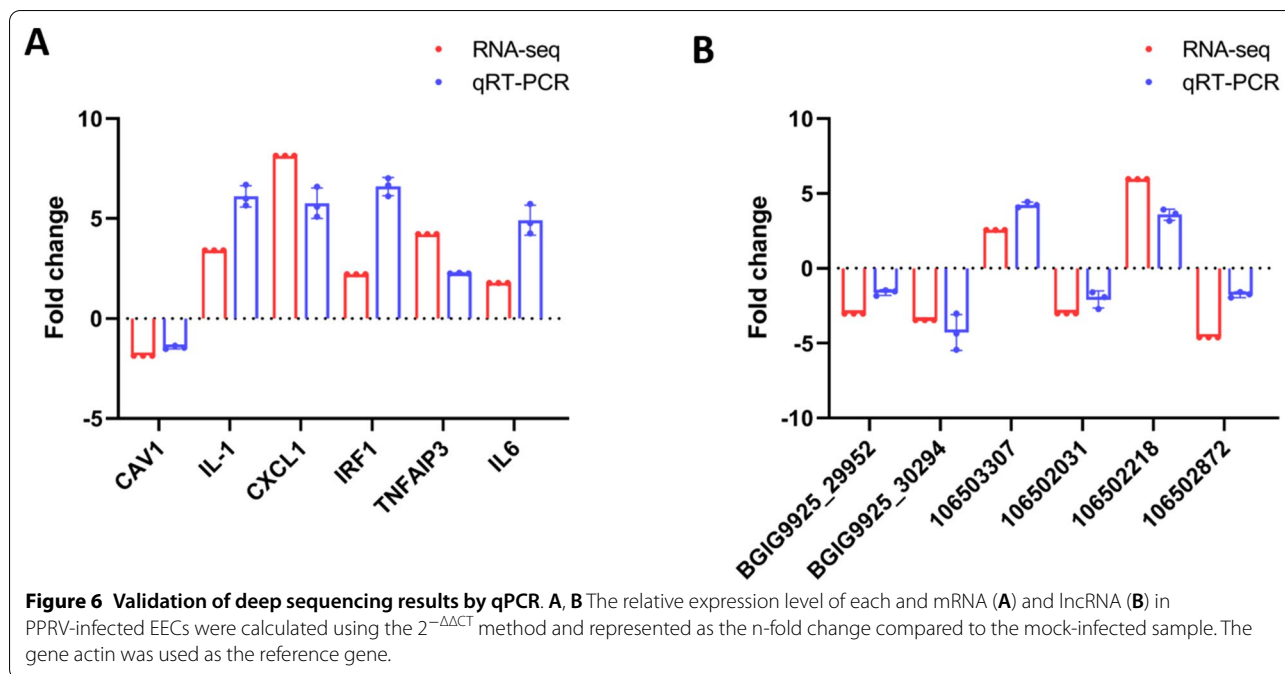 A
RNA-seq
qRT-PCR
Fold change
10
5
0
-5
CAV1
IL-1
CXCL1
IRF1
TNFAIP3
IL6
B
RNA-seq
qRT-PCR
Fold change
10
5
0
-5
-10
BGIG9925_29952
BGIG9925_30294
106503307
106502031
106502218
106502872
Figure 6 Validation of deep sequencing results by qPCR. A, B The relative expression level of each and mRNA (A) and lncRNA (B) in
PPRV-infected EECs were calculated using the 2−ΔΔCT method and represented as the n-fold change compared to the mock-infected sample. The
gene actin was used as the reference gene.